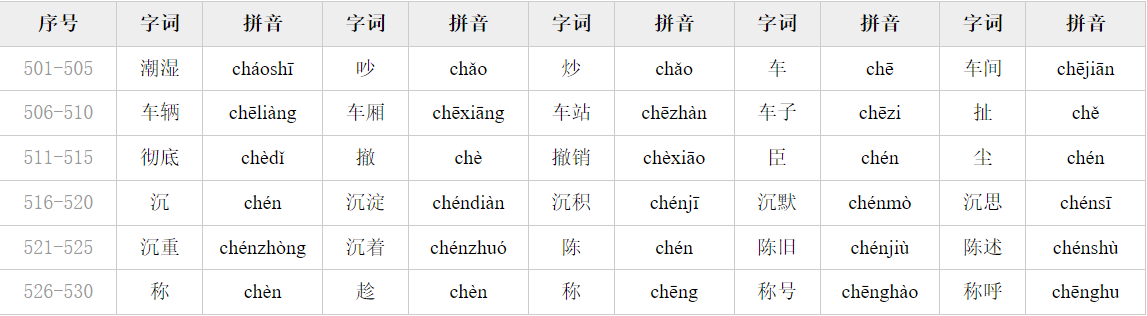 序号 字词 拼音 字词 拼音 字词 拼音 字词 拼音 字词 拼音
501-505 潮湿 cháoshī 吵 chǎo 炒 chǎo 车 chē 车间 chējiān
506-510 车辆 chēliàng 车厢 chēxiāng 车站 chēzhàn 车子 chēzi 扯 chě
511-515 彻底 chèdǐ 撤 chè 撤销 chèxiāo 臣 chén 尘 chén
516-520 沉 chén 沉淀 chéndiàn 沉积 chénjī 沉默 chénmò 沉思 chénsī
521-525 沉重 chénzhòng 沉着 chénzhuó 陈 chén 陈旧 chénjiù 陈述 chénshù
526-530 称 chèn 趁 chèn 称 chēng 称号 chēnghào 称呼 chēnghu